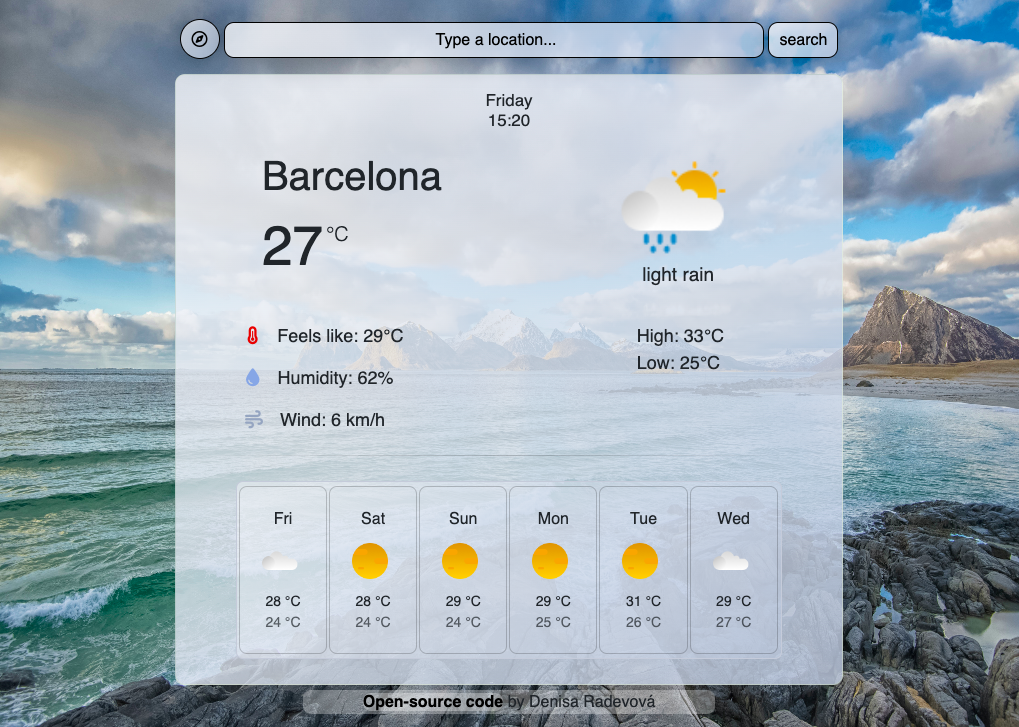 Type a location...
search
Friday
15:20
Barcelona
27 °C
light rain
Feels like: 29°C
Humidity: 62%
Wind: 6 km/h
High: 33°C
Low: 25°C
Fri Sat Sun Mon Tue Wed
28 °C 28 °C 29 °C 29 °C 31 °C 29 °C
24 °C 24 °C 24 °C 25 °C 26 °C 27 °C
Open-source code by Denisa Radevová